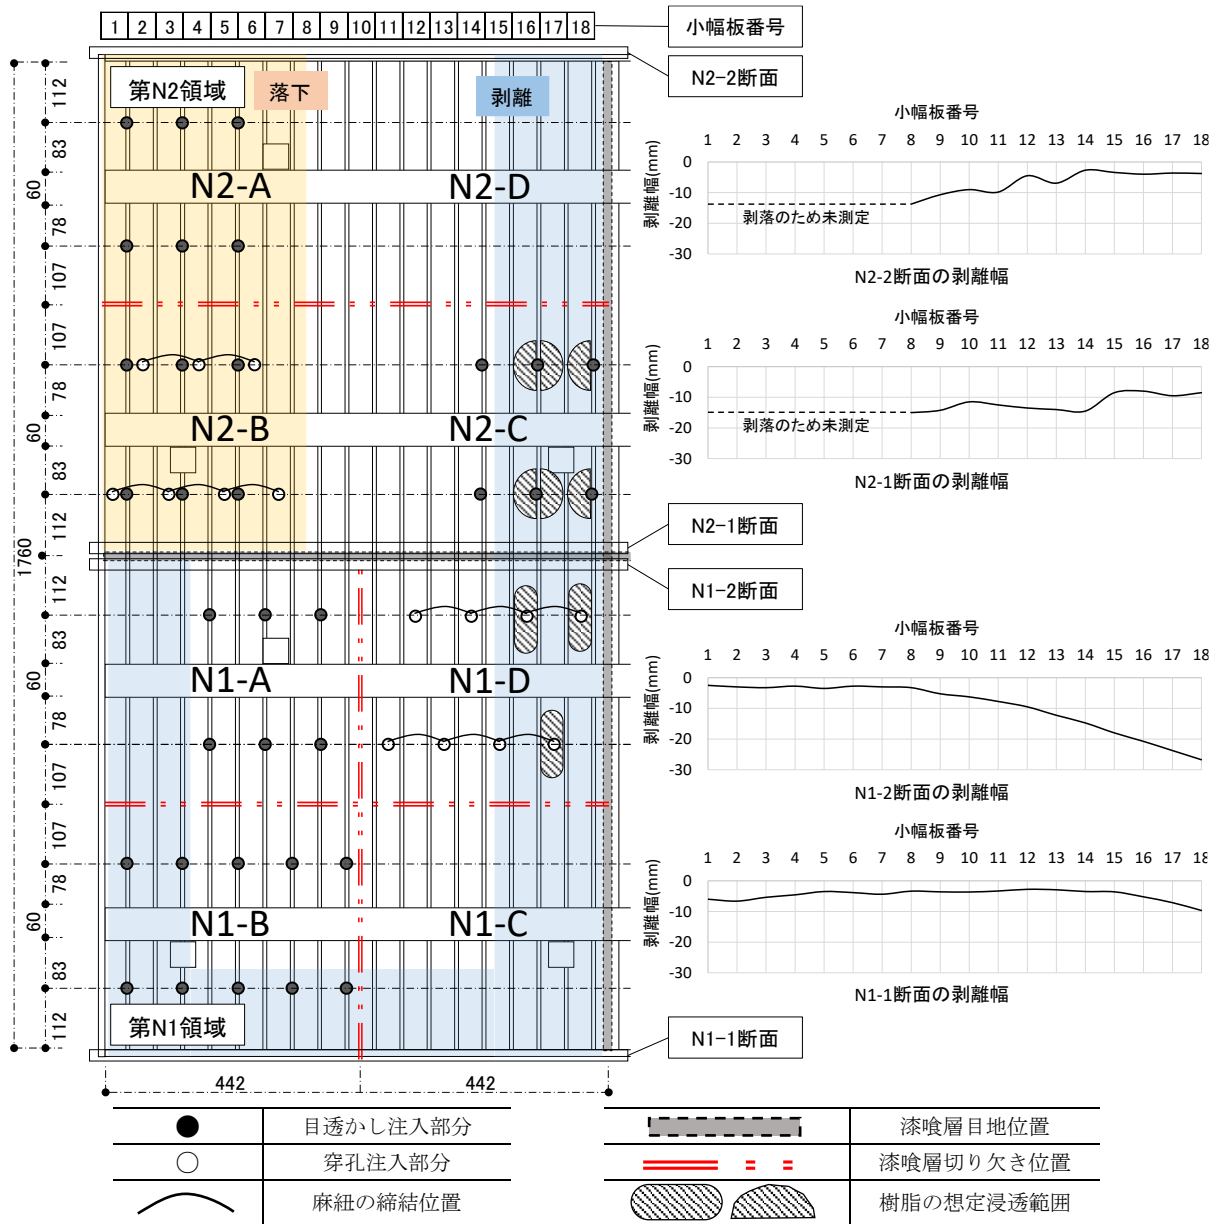 1 2 3 4 5 6 7 8 9 10 11 12 13 14 15 16 17 18
小幅板番号
N2-2断面
第N2領域
落下
剥離
112
83
60
78
107
107
78
60
83
112
112
83
60
78
107
107
78
60
83
112
1760
N2-A
N2-D
N2-B
N2-C
N2-1断面
N1-2断面
N1-A
N1-D
N1-B
N1-C
第N1領域
N1-1断面
442
442
小幅板番号
1 2 3 4 5 6 7 8 9 10 11 12 13 14 15 16 17 18
剥離幅(mm)
0
-10
-20
-30
剥落のため未測定
N2-2断面の剥離幅
小幅板番号
1 2 3 4 5 6 7 8 9 10 11 12 13 14 15 16 17 18
剥離幅(mm)
0
-10
-20
-30
剥落のため未測定
N2-1断面の剥離幅
小幅板番号
1 2 3 4 5 6 7 8 9 10 11 12 13 14 15 16 17 18
剥離幅(mm)
0
-10
-20
-30
N1-2断面の剥離幅
小幅板番号
1 2 3 4 5 6 7 8 9 10 11 12 13 14 15 16 17 18
剥離幅(mm)
0
-10
-20
-30
N1-1断面の剥離幅
目透かし注入部分
穿孔注入部分
麻紐の締結位置
漆喰層目地位置
漆喰層切り欠き位置
樹脂の想定浸透範囲